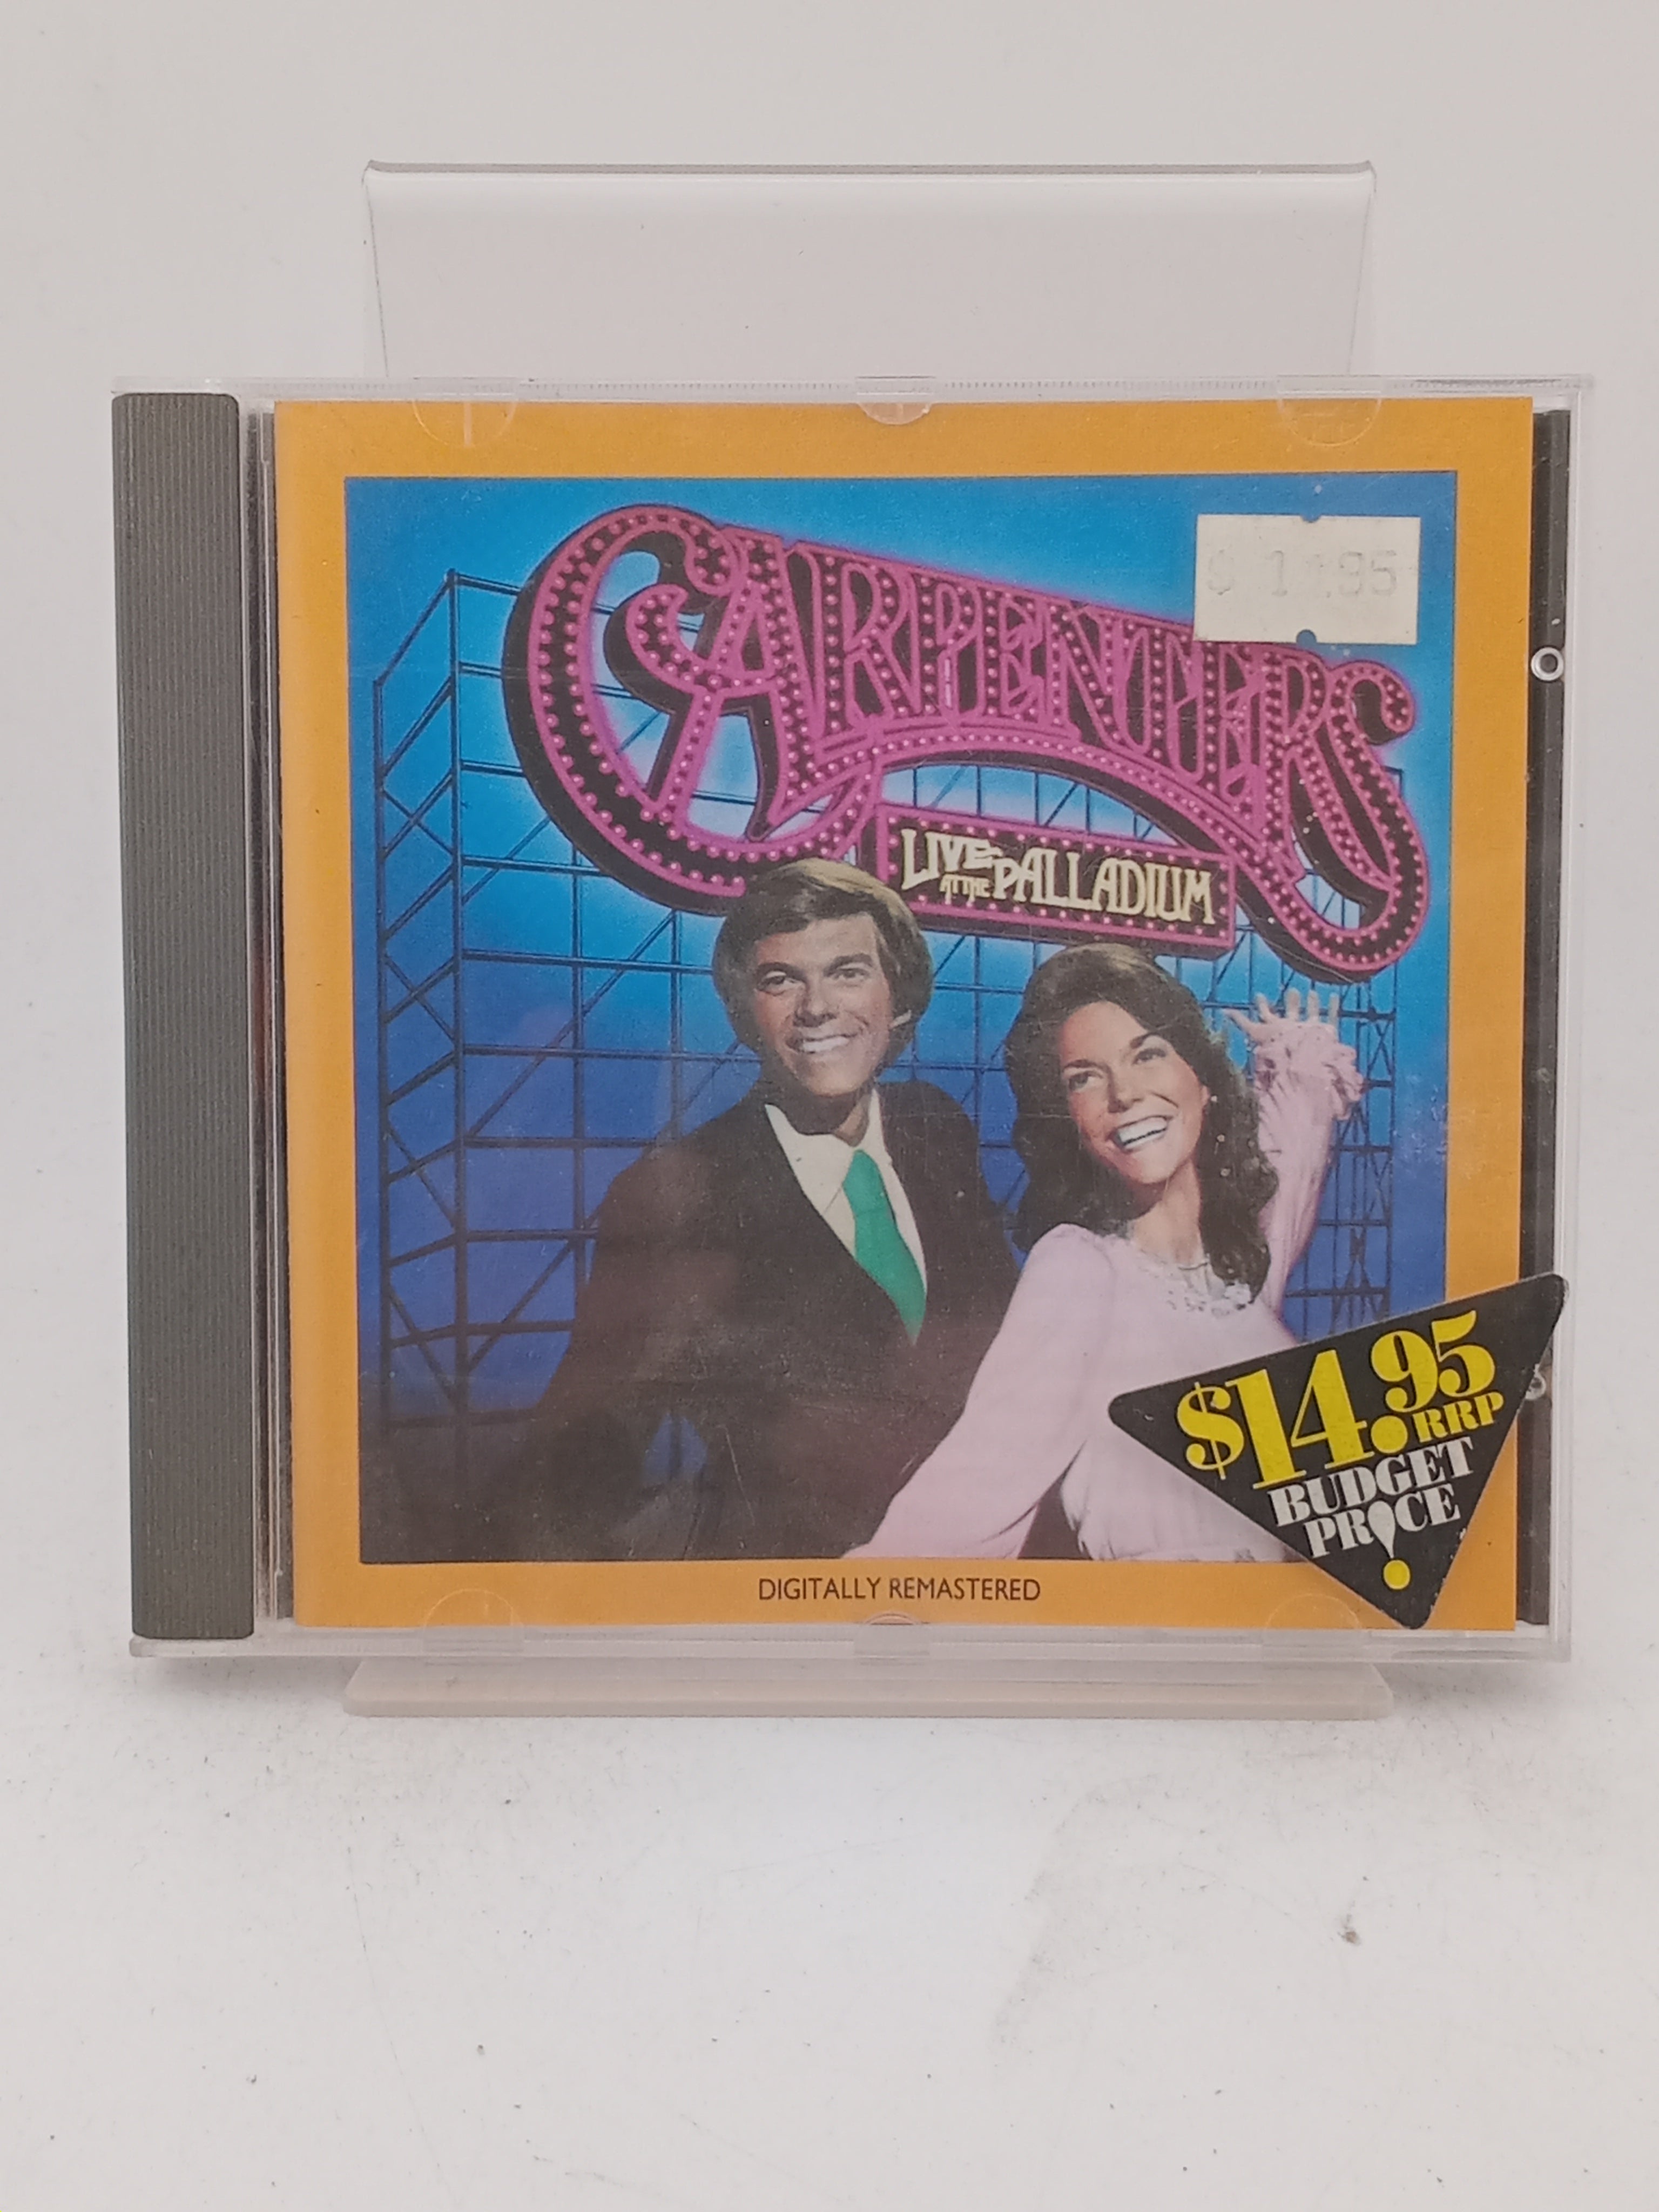 CARPENTERS
LIVE
AT THE PALLADIUM
$14.95
RRP
BUDGET
PRICE
DIGITALLY REMASTERED